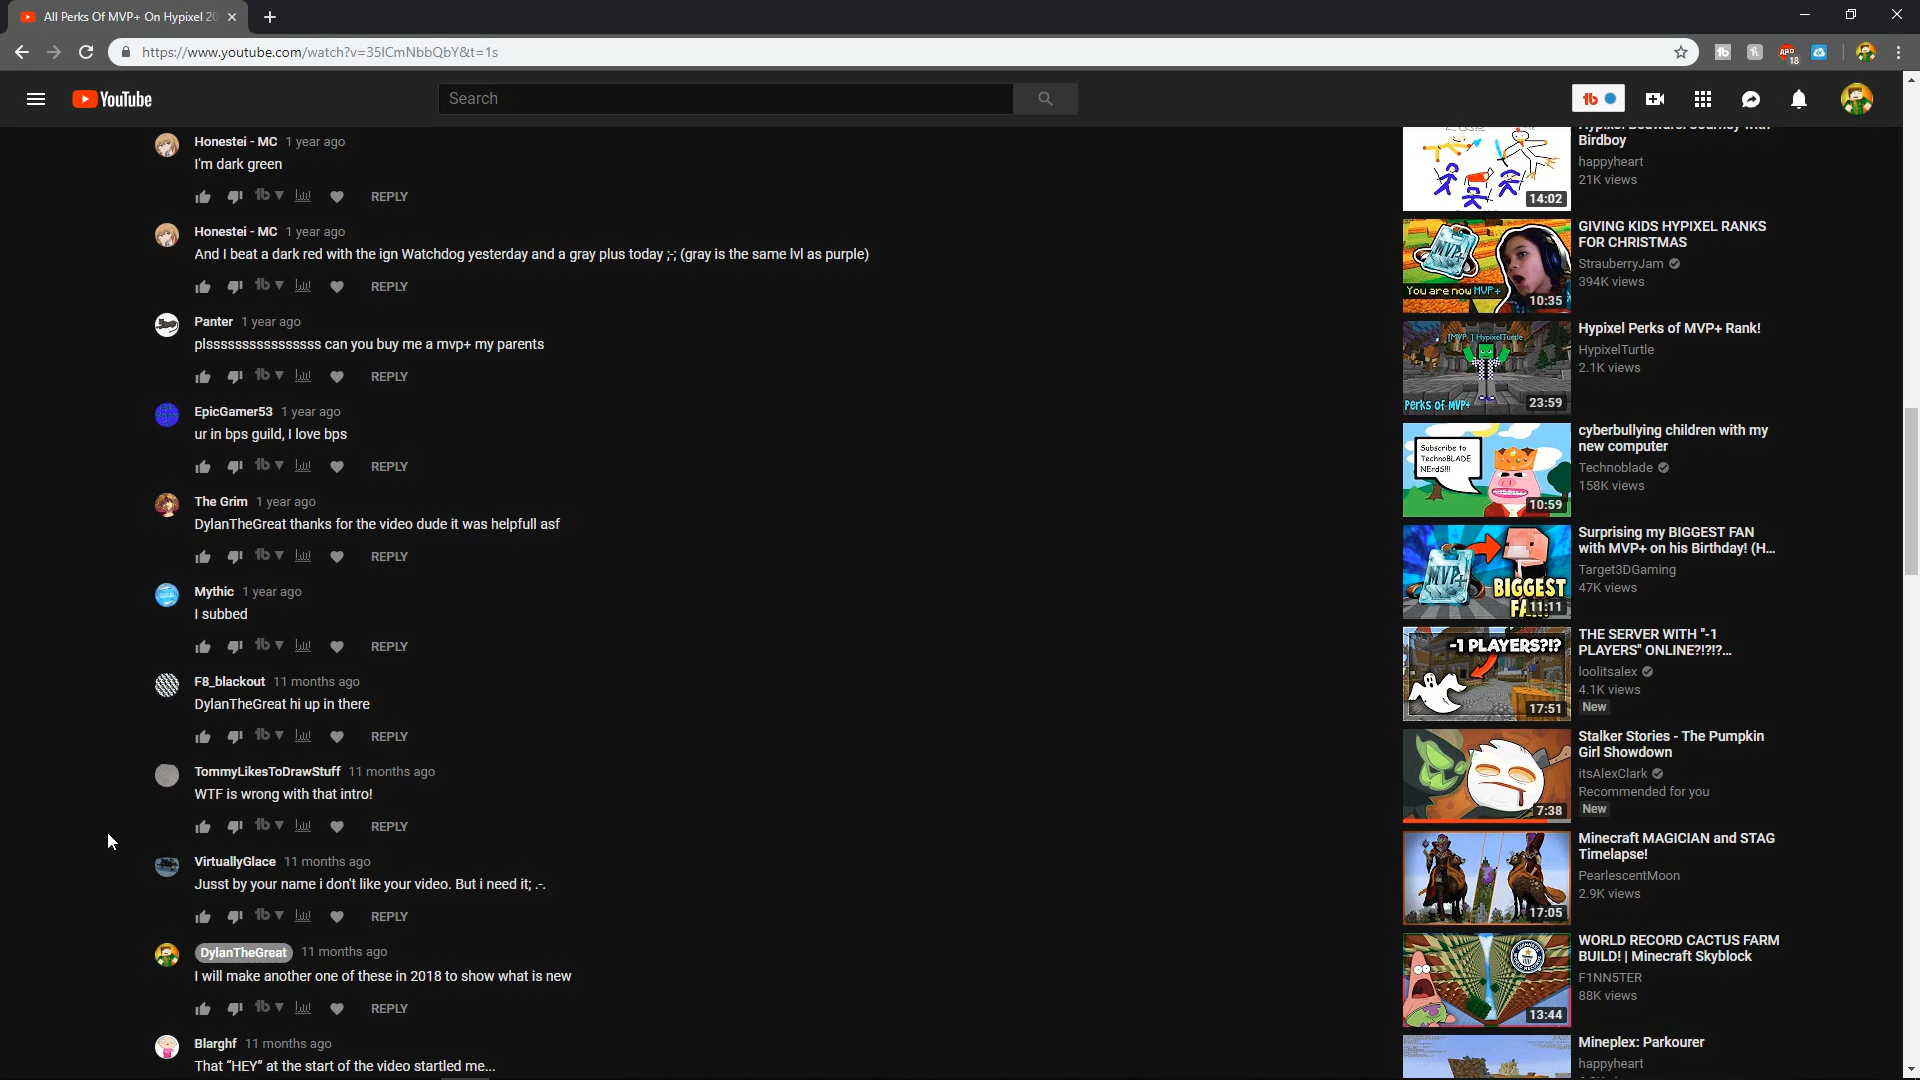 All Perks Of MVP+ On Hypixel 20
https://www.youtube.com/watch?v=35ICmNbbQbY&t=1s
18
YouTube
Search
Honestei - MC 1 year ago
I'm dark green
REPLY
Honestei - MC 1 year ago
And I beat a dark red with the ign Watchdog yesterday and a gray plus today ;-; (gray is the same lvl as purple)
REPLY
Panter 1 year ago
plsssssssssssssssss can you buy me a mvp+ my parents
REPLY
EpicGamer53 1 year ago
ur in bps guild, I love bps
REPLY
The Grim 1 year ago
DylanTheGreat thanks for the video dude it was helpfull asf
REPLY
Mythic 1 year ago
I subbed
REPLY
F8_blackout 11 months ago
DylanTheGreat hi up in there
REPLY
TommyLikesToDrawStuff 11 months ago
WTF is wrong with that intro!
REPLY
VirtuallyGlace 11 months ago
Jusst by your name i don't like your video. But i need it; .-.
REPLY
DylanTheGreat 11 months ago
I will make another one of these in 2018 to show what is new
REPLY
Blarghf 11 months ago
That “HEY” at the start of the video startled me...
Birdboy
happyheart
21K views
14:02
GIVING KIDS HYPIXEL RANKS
FOR CHRISTMAS
StrauberryJam
394K views
MVP+
You are now MVP+
10:35
Hypixel Perks of MVP+ Rank!
HypixelTurtle
2.1K views
Perks of MVP+
23:59
cyberbullying children with my
new computer
Technoblade
158K views
Subscribe to
TechnoBLADE
NErdS!!!
10:59
Surprising my BIGGEST FAN
with MVP+ on his Birthday! (H...
Target3DGaming
47K views
MVP+
BIGGEST
11:11
THE SERVER WITH "-1
PLAYERS" ONLINE?!?!?...
loolitsalex
4.1K views
New
-1 PLAYERS?!?
17:51
Stalker Stories - The Pumpkin
Girl Showdown
itsAlexClark
Recommended for you
New
7:38
Minecraft MAGICIAN and STAG
Timelapse!
PearlescentMoon
2.9K views
17:05
WORLD RECORD CACTUS FARM
BUILD! | Minecraft Skyblock
F1NN5TER
88K views
13:44
Mineplex: Parkourer
happyheart